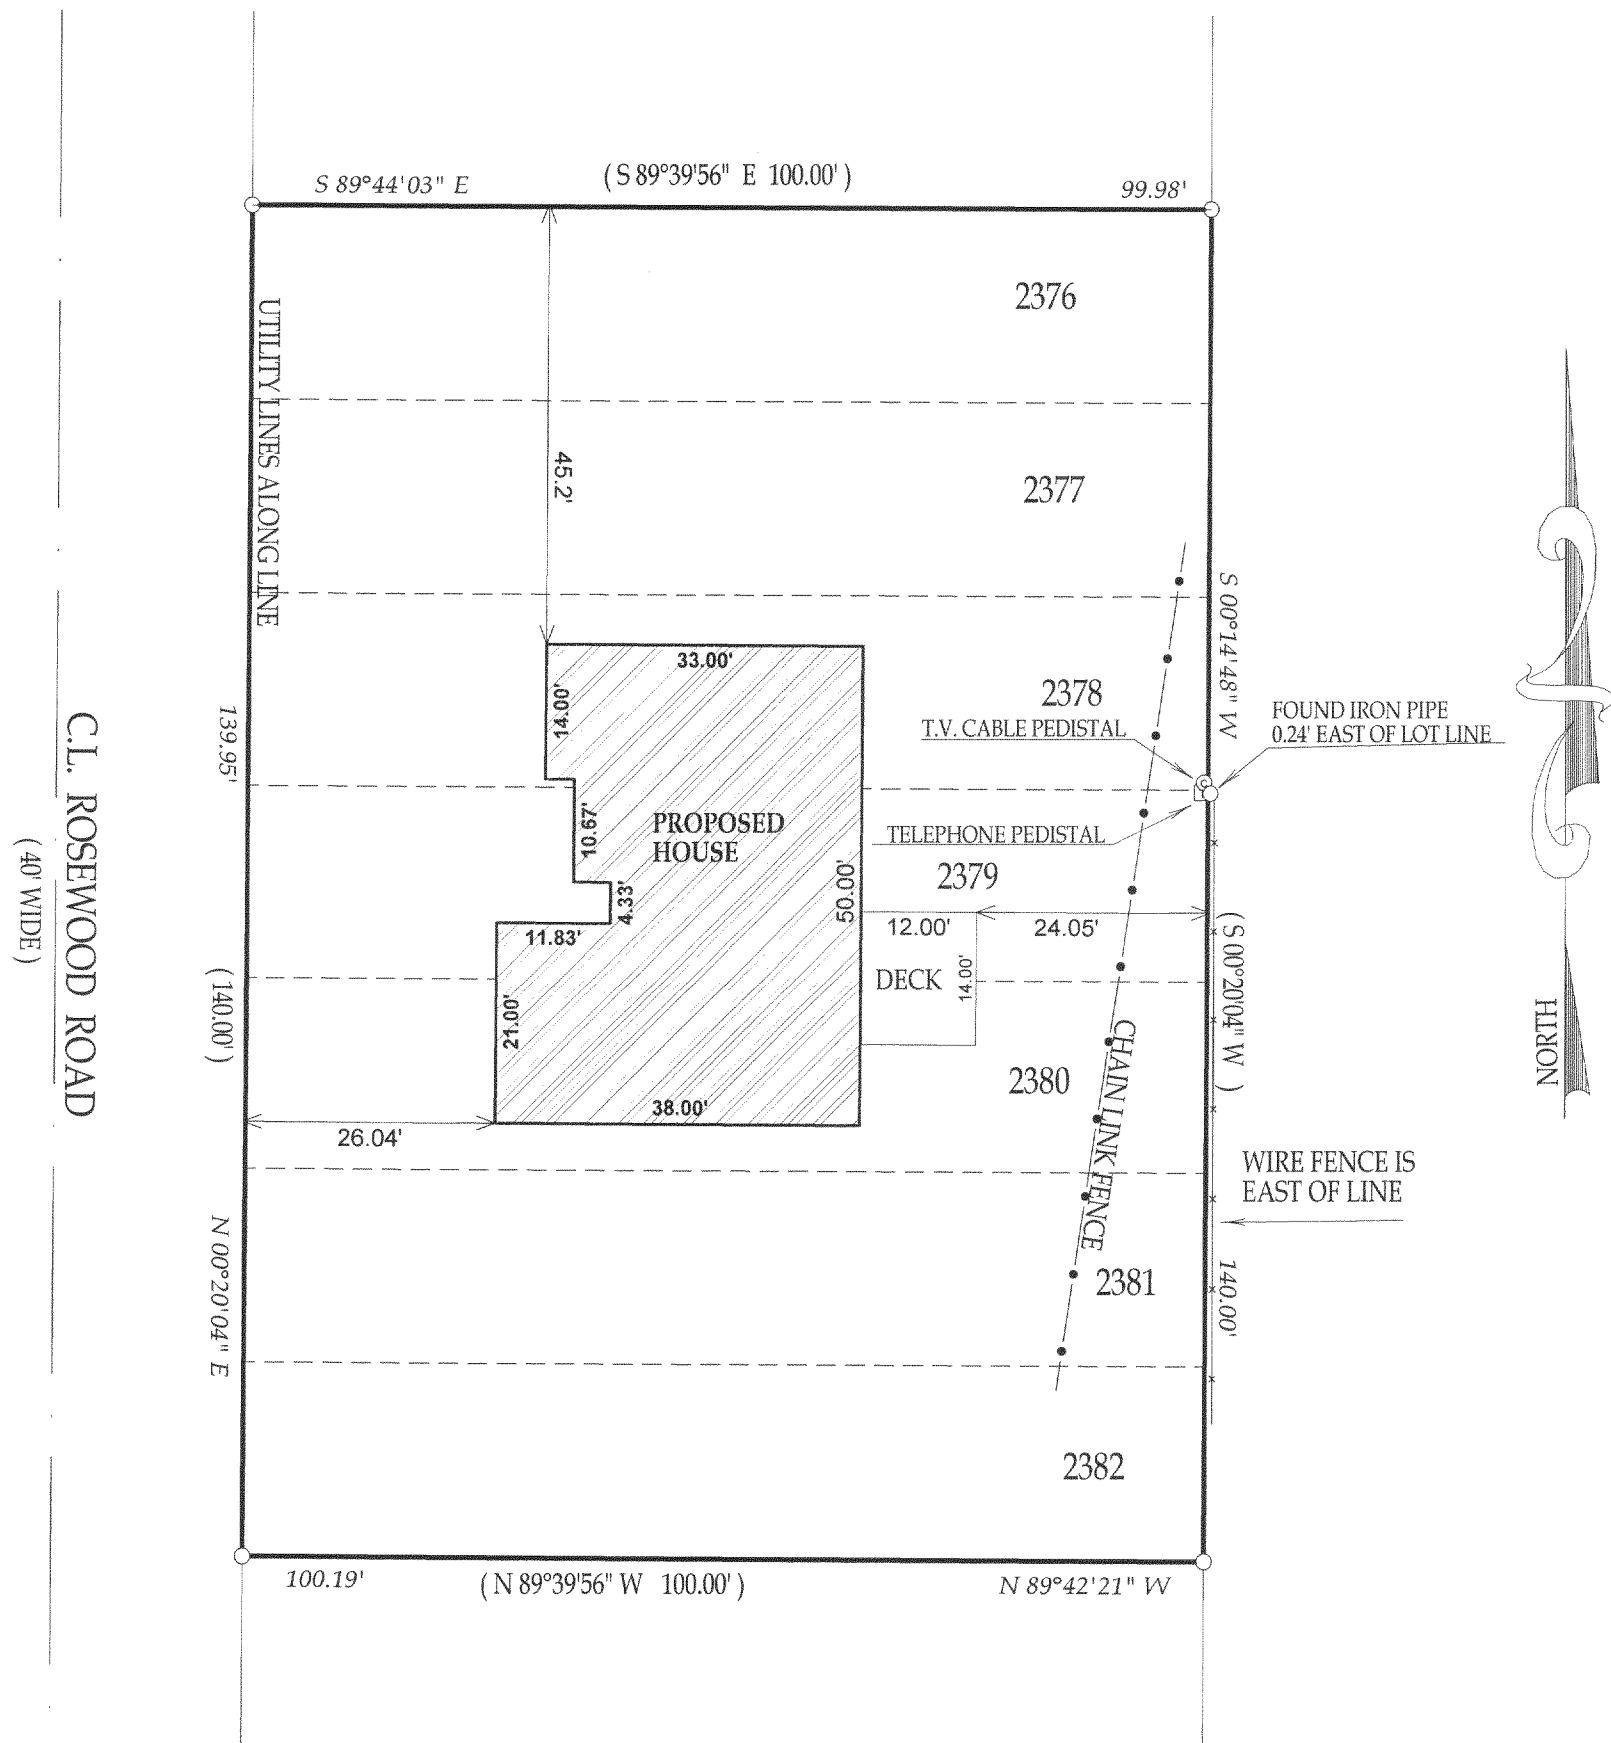 S 89°44'03" E
( S 89°39'56" E 100.00' )
99.98'
2376
UTILITY LINES ALONG LINE
45.2'
2377
S 00°14'48" W
33.00'
14.00'
2378
T.V. CABLE PEDISTAL
FOUND IRON PIPE
0.24' EAST OF LOT LINE
139.95'
C.L. ROSEWOOD ROAD
( 40' WIDE )
10.67'
PROPOSED
HOUSE
TELEPHONE PEDISTAL
2379
4.33'
50.00'
12.00'
24.05'
( S 00°20'04" W )
11.83'
DECK
14.00'
( 140.00' )
21.00'
NORTH
CHAIN LINK FENCE
2380
38.00'
26.04'
WIRE FENCE IS
EAST OF LINE
N 00°20'04" E
2381
140.00'
2382
100.19'
( N 89°39'56" W 100.00' )
N 89°42'21" W